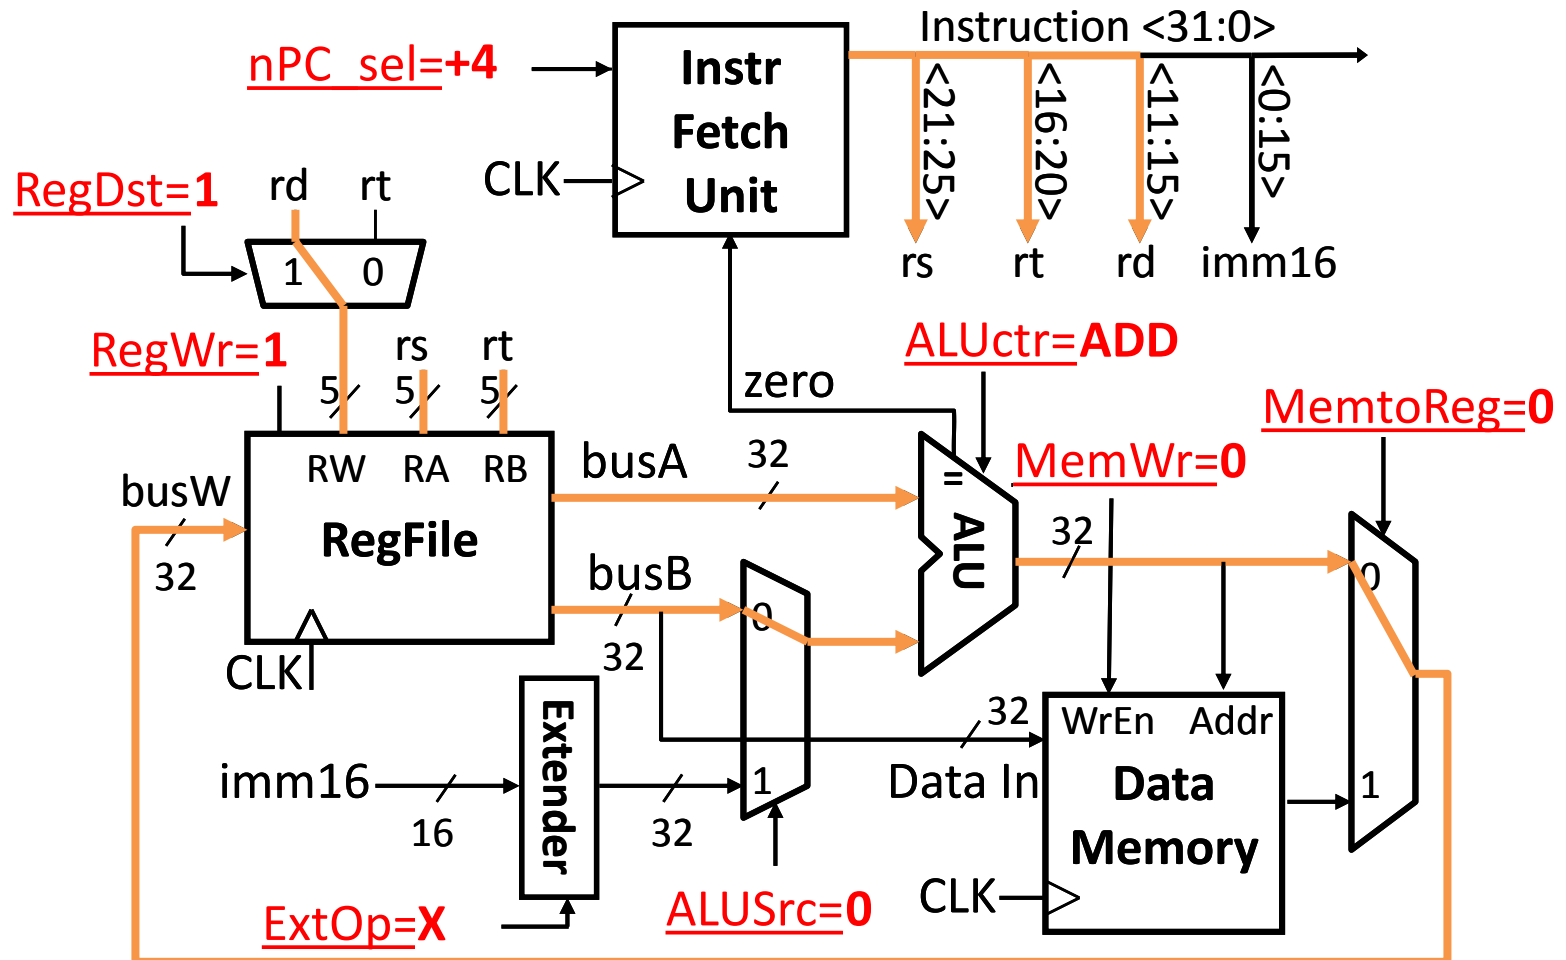 Instruction <31:0>
nPC_sel=+4
Instr
Fetch
Unit
CLK
<21:25>
<16:20>
<11:15>
<0:15>
rs
rt
rd
imm16
RegDst=1
rd
rt
1
0
RegWr=1
rs
rt
5
5
5
zero
ALUctr=ADD
MemtoReg=0
MemWr=0
RW
RA
RB
busW
32
RegFile
CLK
busA
32
busB
32
=
ALU
32
0
0
1
Extender
imm16
16
32
1
32
Data In
WrEn
Addr
Data
Memory
CLK
ExtOp=X
ALUSrc=0